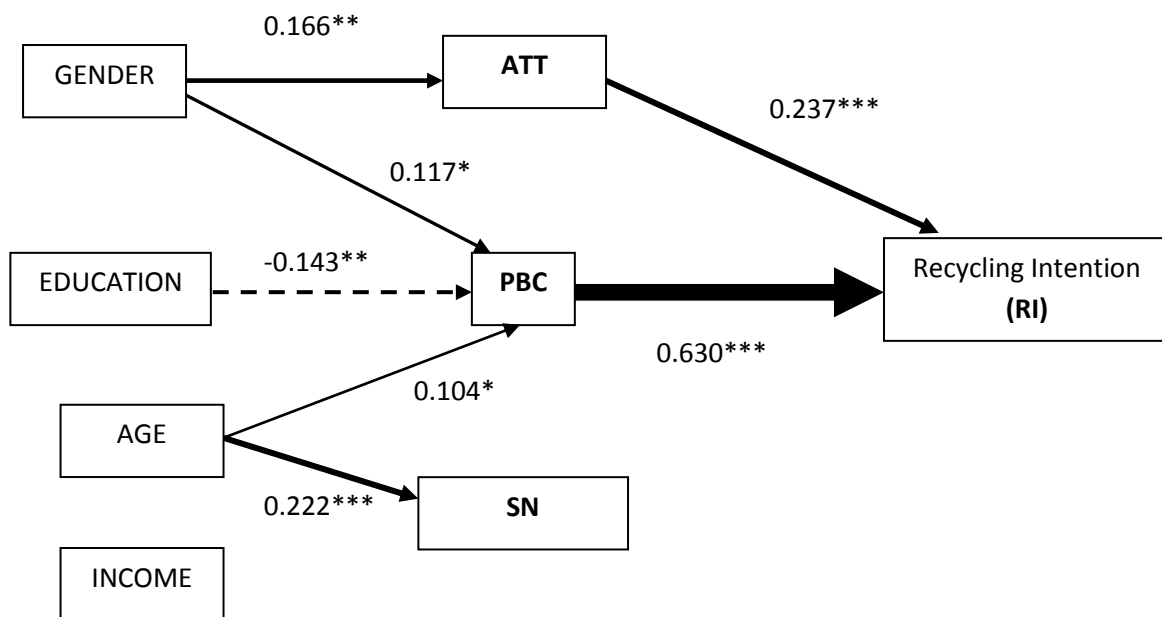 0.166**
GENDER
ATT
0.237***
0.117*
EDUCATION
-0.143**
PBC
Recycling Intention
(RI)
0.630***
0.104*
AGE
0.222***
SN
INCOME